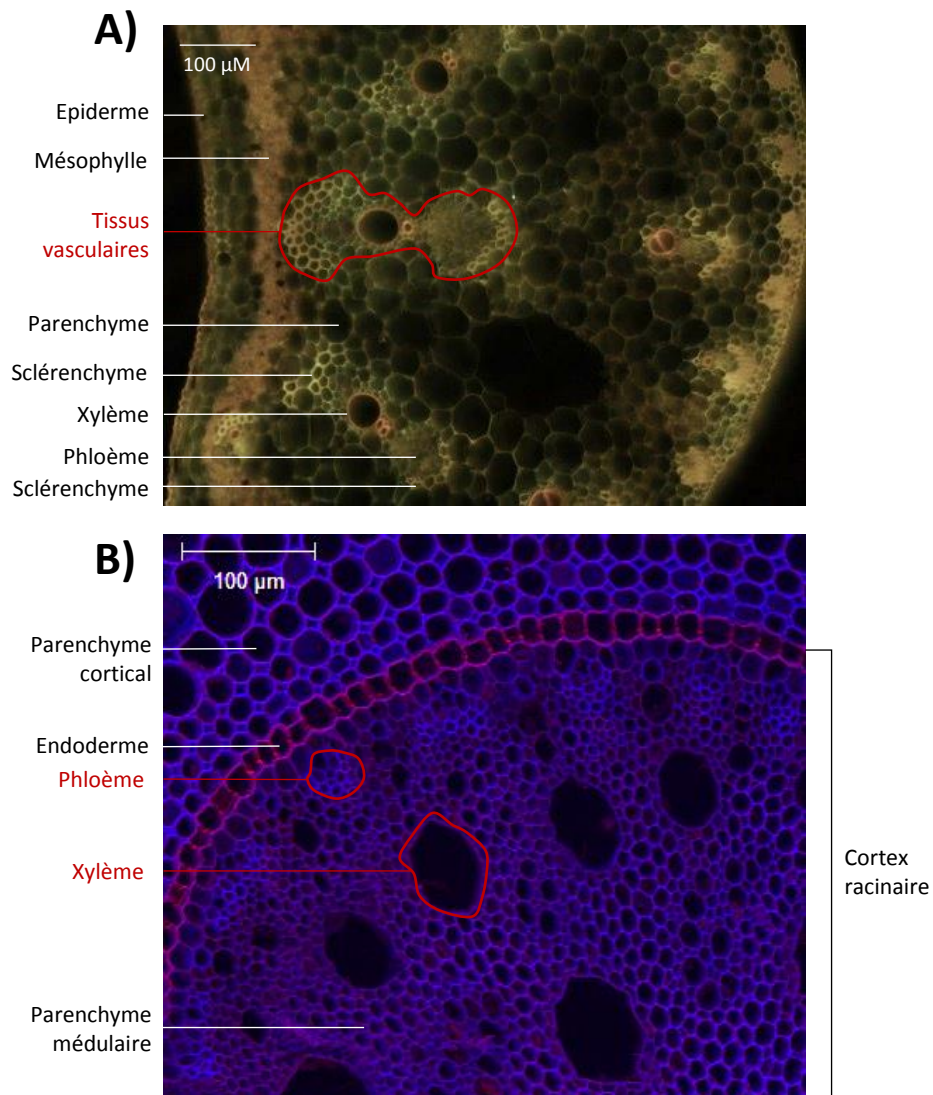 A)
100 µM
Epiderme
Mésophylle
Tissus
vasculaires
Parenchyme
Sclérenchyme
Xylème
Phloème
Sclérenchyme
B)
100 µm
Parenchyme
cortical
Endoderme
Phloème
Xylème
Cortex
racinaire
Parenchyme
médulaire